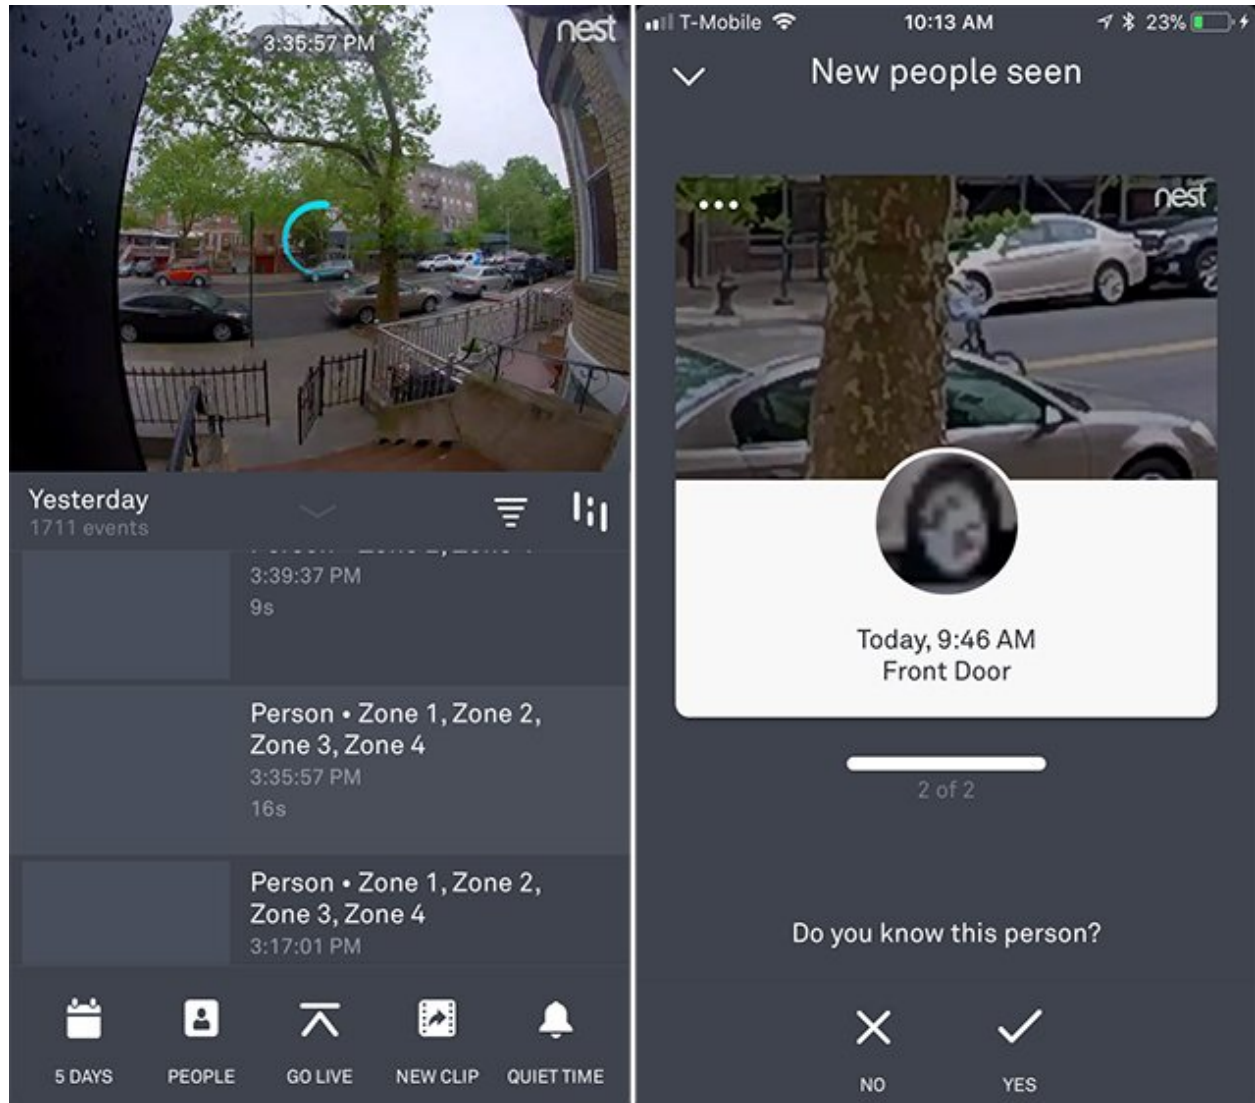 3:35:57 PM
nest
Yesterday
1711 events
3:39:37 PM
9s
Person • Zone 1, Zone 2,
Zone 3, Zone 4
3:35:57 PM
16s
Person • Zone 1, Zone 2,
Zone 3, Zone 4
3:17:01 PM
5 DAYS
PEOPLE
GO LIVE
NEW CLIP
QUIET TIME
T-Mobile
10:13 AM
23%
New people seen
nest
Today, 9:46 AM
Front Door
2 of 2
Do you know this person?
NO
YES